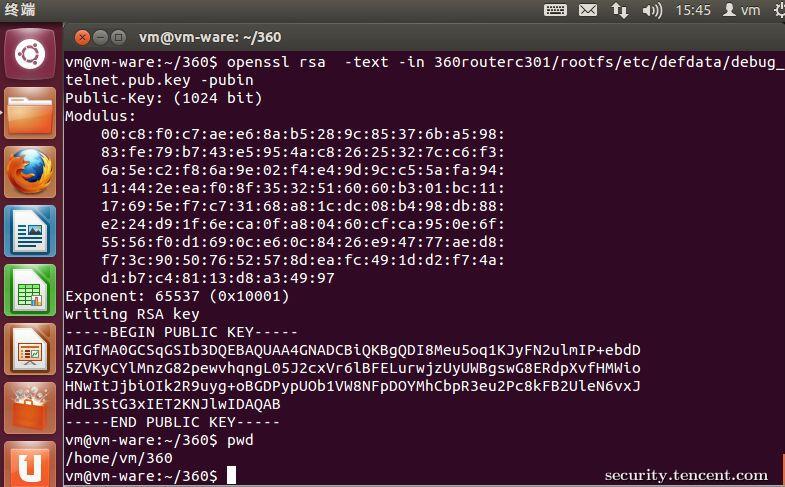 终端
15:45
vm
vm@vm-ware: ~/360
vm@vm-ware:~/360$ openssl rsa  -text -in 360routerc301/rootfs/etc/defdata/debug_
telnet.pub.key -pubin
Public-Key: (1024 bit)
Modulus:
    00:c8:f0:c7:ae:e6:8a:b5:28:9c:85:37:6b:a5:98:
    83:fe:79:b7:43:e5:95:4a:c8:26:25:32:7c:c6:f3:
    6a:5e:c2:f8:6a:9e:02:f4:e4:9d:9c:c5:5a:fa:94:
    11:44:2e:ea:f0:8f:35:32:51:60:60:b3:01:bc:11:
    17:69:5e:f7:c7:31:68:a8:1c:dc:08:b4:98:db:88:
    e2:24:d9:1f:6e:ca:0f:a8:04:60:cf:ca:95:0e:6f:
    55:56:f0:d1:69:0c:e6:0c:84:26:e9:47:77:ae:d8:
    f7:3c:90:50:76:52:57:8d:ea:fc:49:1d:d2:f7:4a:
    d1:b7:c4:81:13:d8:a3:49:97
Exponent: 65537 (0x10001)
writing RSA key
-----BEGIN PUBLIC KEY-----
MIGfMA0GCSqGSIb3DQEBAQUAA4GNADCBiQKBgQDI8Meu5oq1KJyFN2ulmIP+ebdD
5ZVKyCYlMnzG82pewvhqngL05J2cxVr6lBFELurwjzUyUWBgswG8ERdpXvfHMWio
HNwItJjbiOIk2R9uyg+oBGDPypUOb1VW8NFpDOYMhCbpR3eu2Pc8kFB2UleN6vxJ
HdL3StG3xIET2KNJlwIDAQAB
-----END PUBLIC KEY-----
vm@vm-ware:~/360$ pwd
/home/vm/360
vm@vm-ware:~/360$
security.tencent.com